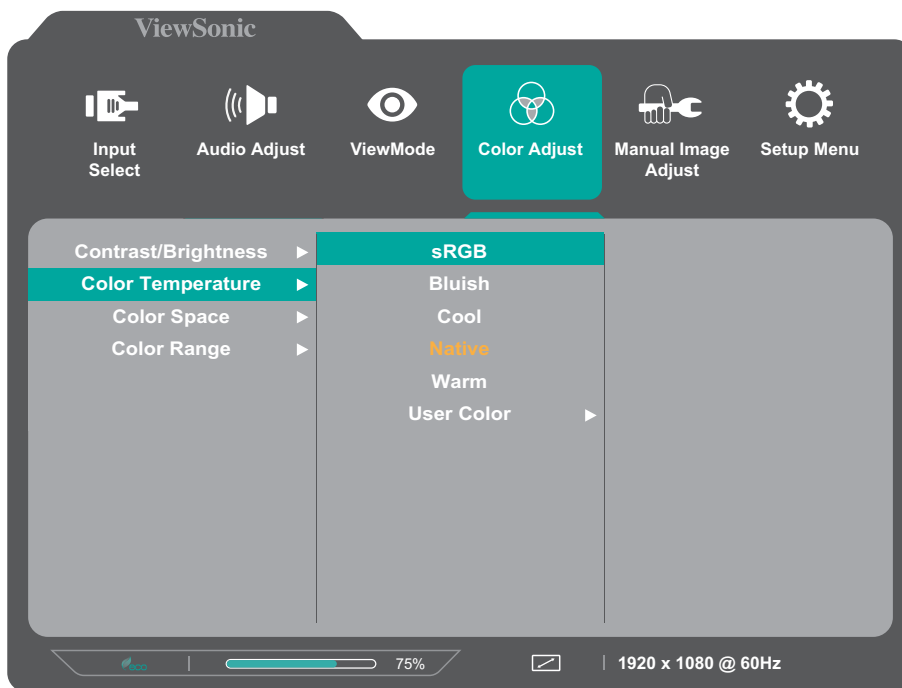 ViewSonic
Input Select
Audio Adjust
ViewMode
Color Adjust
Manual Image Adjust
Setup Menu
Contrast/Brightness
sRGB
Color Temperature
Bluish
Color Space
Cool
Color Range
Native
Warm
User Color
eco
75%
1920 x 1080 @ 60Hz